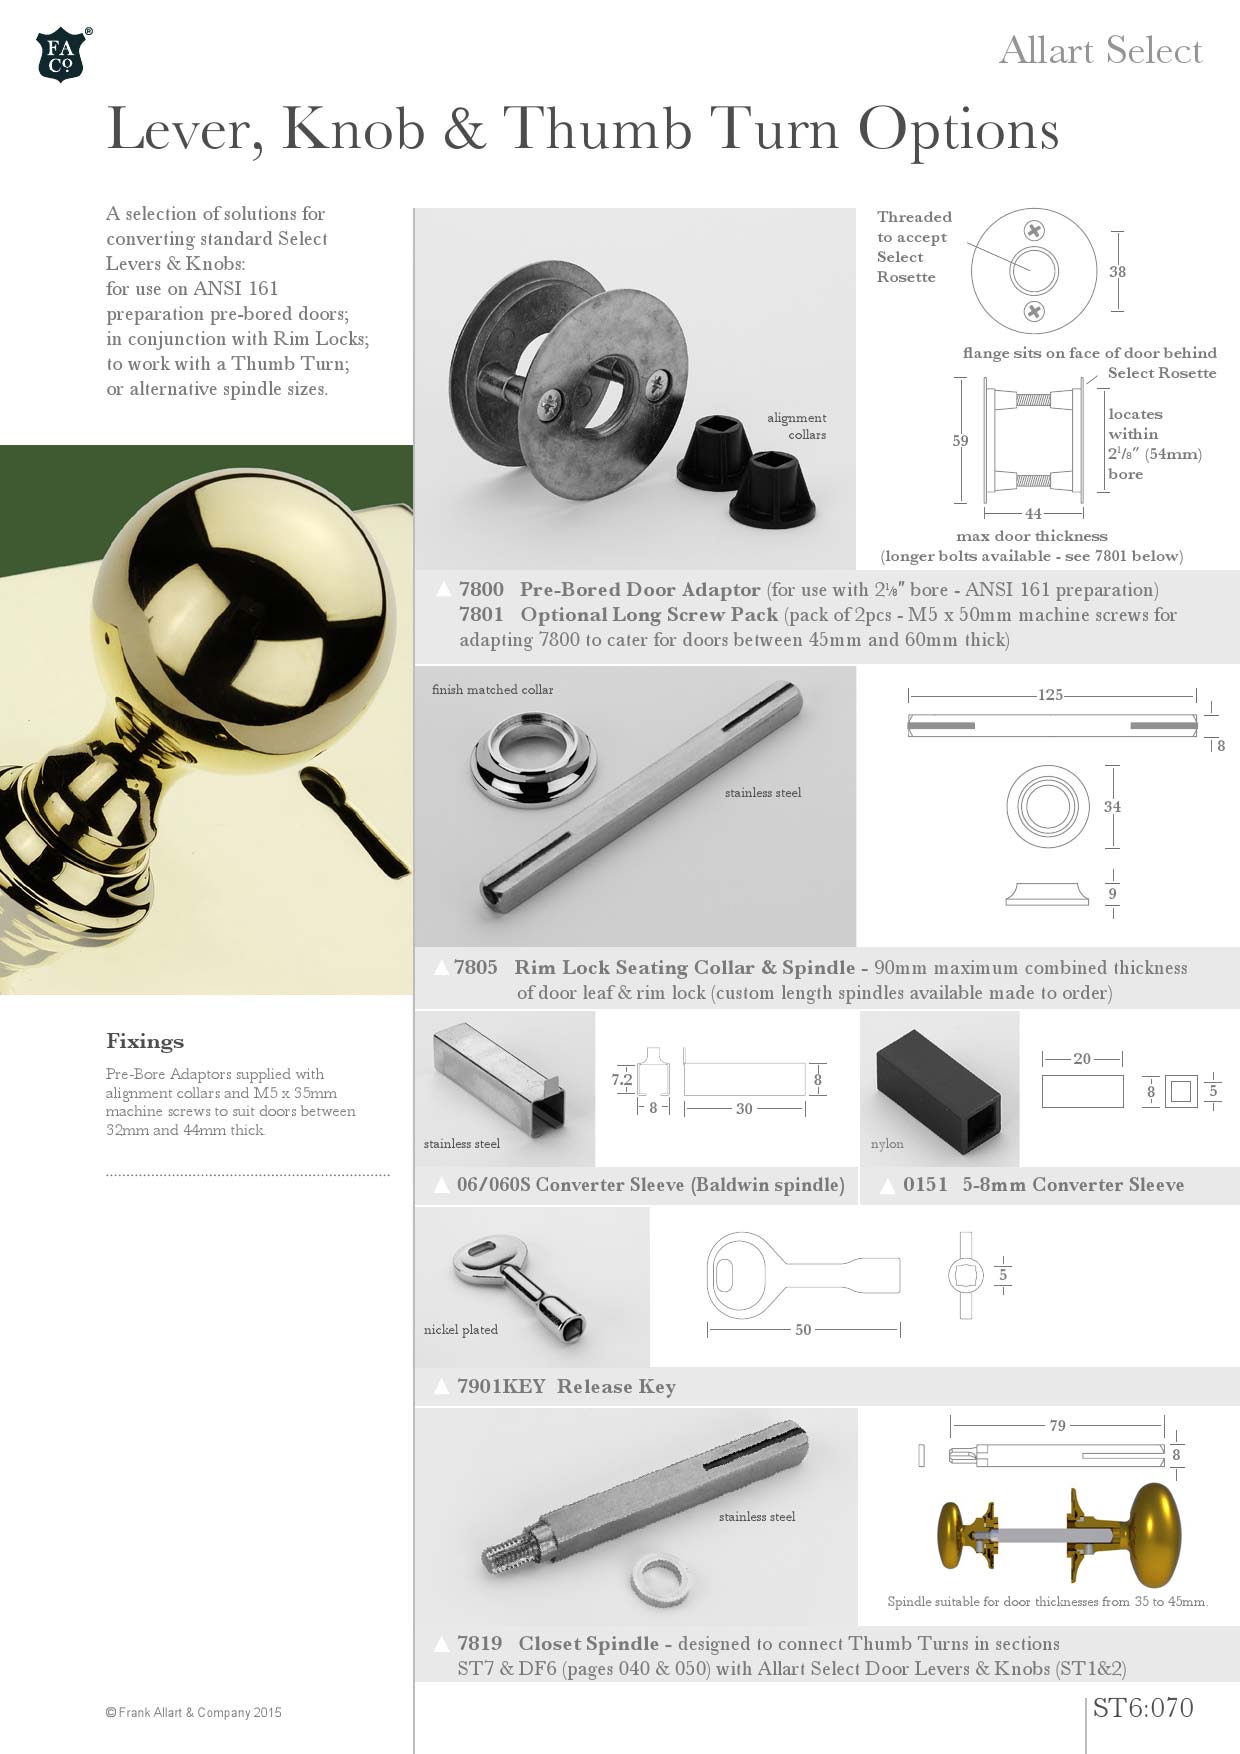 FA
Co.
®
Allart Select
Lever, Knob & Thumb Turn Options
A selection of solutions for
converting standard Select
Levers & Knobs:
for use on ANSI 161
preparation pre-bored doors;
in conjunction with Rim Locks;
to work with a Thumb Turn;
or alternative spindle sizes.
alignment
collars
Threaded
to accept
Select
Rosette
38
flange sits on face of door behind
Select Rosette
59
locates
within
2 1/8" (54mm)
bore
44
max door thickness
(longer bolts available - see 7801 below)
7800 Pre-Bored Door Adaptor (for use with 2 1/8" bore - ANSI 161 preparation)
7801 Optional Long Screw Pack (pack of 2pcs - M5 x 50mm machine screws for
adapting 7800 to cater for doors between 45mm and 60mm thick)
finish matched collar
stainless steel
125
8
34
9
7805 Rim Lock Seating Collar & Spindle - 90mm maximum combined thickness
of door leaf & rim lock (custom length spindles available made to order)
Fixings
Pre-Bore Adaptors supplied with
alignment collars and M5 x 35mm
machine screws to suit doors between
32mm and 44mm thick.
stainless steel
7.2
8
30
8
nylon
20
8
5
06/060S Converter Sleeve (Baldwin spindle)
0151 5-8mm Converter Sleeve
nickel plated
50
5
7901KEY Release Key
stainless steel
79
8
Spindle suitable for door thicknesses from 35 to 45mm.
7819 Closet Spindle - designed to connect Thumb Turns in sections
ST7 & DF6 (pages 040 & 050) with Allart Select Door Levers & Knobs (ST1&2)
© Frank Allart & Company 2015
ST6:070